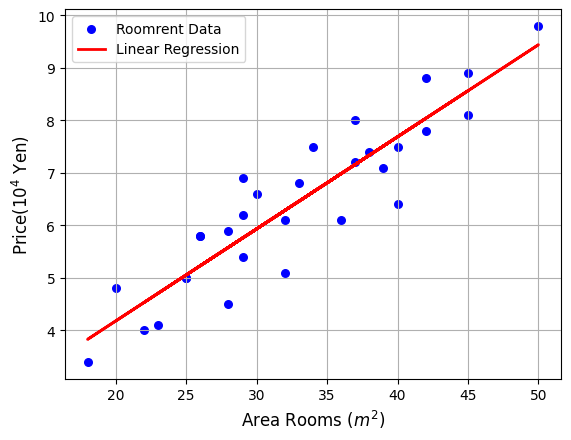 Roomrent Data
Linear Regression
Price(10⁴ Yen)
10
9
8
7
6
5
4
20 25 30 35 40 45 50
Area Rooms (m²)